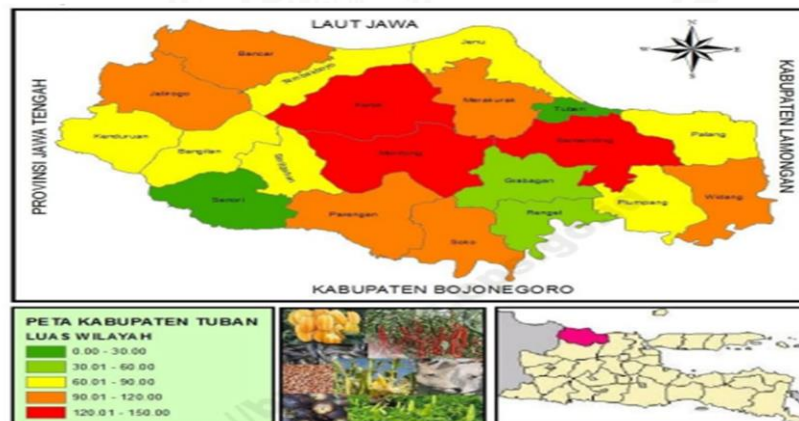 LAUT JAWA
N
W
E
S
PROVINSI JAWA TENGAH
KABUPATEN LAMONGAN
Bancar
Jenu
Tambakboyo
Jatirogo
Kerek
Merakurak
Tuban
Kenduruan
Semanding
Palang
Bangilan
Montong
Senori
Grabagan
Widang
Plumpang
Rengel
Parengan
Soko
KABUPATEN BOJONEGORO
PETA KABUPATEN TUBAN
LUAS WILAYAH
0.00 - 30.00
30.01 - 60.00
60.01 - 90.00
90.01 - 120.00
120.01 - 150.00